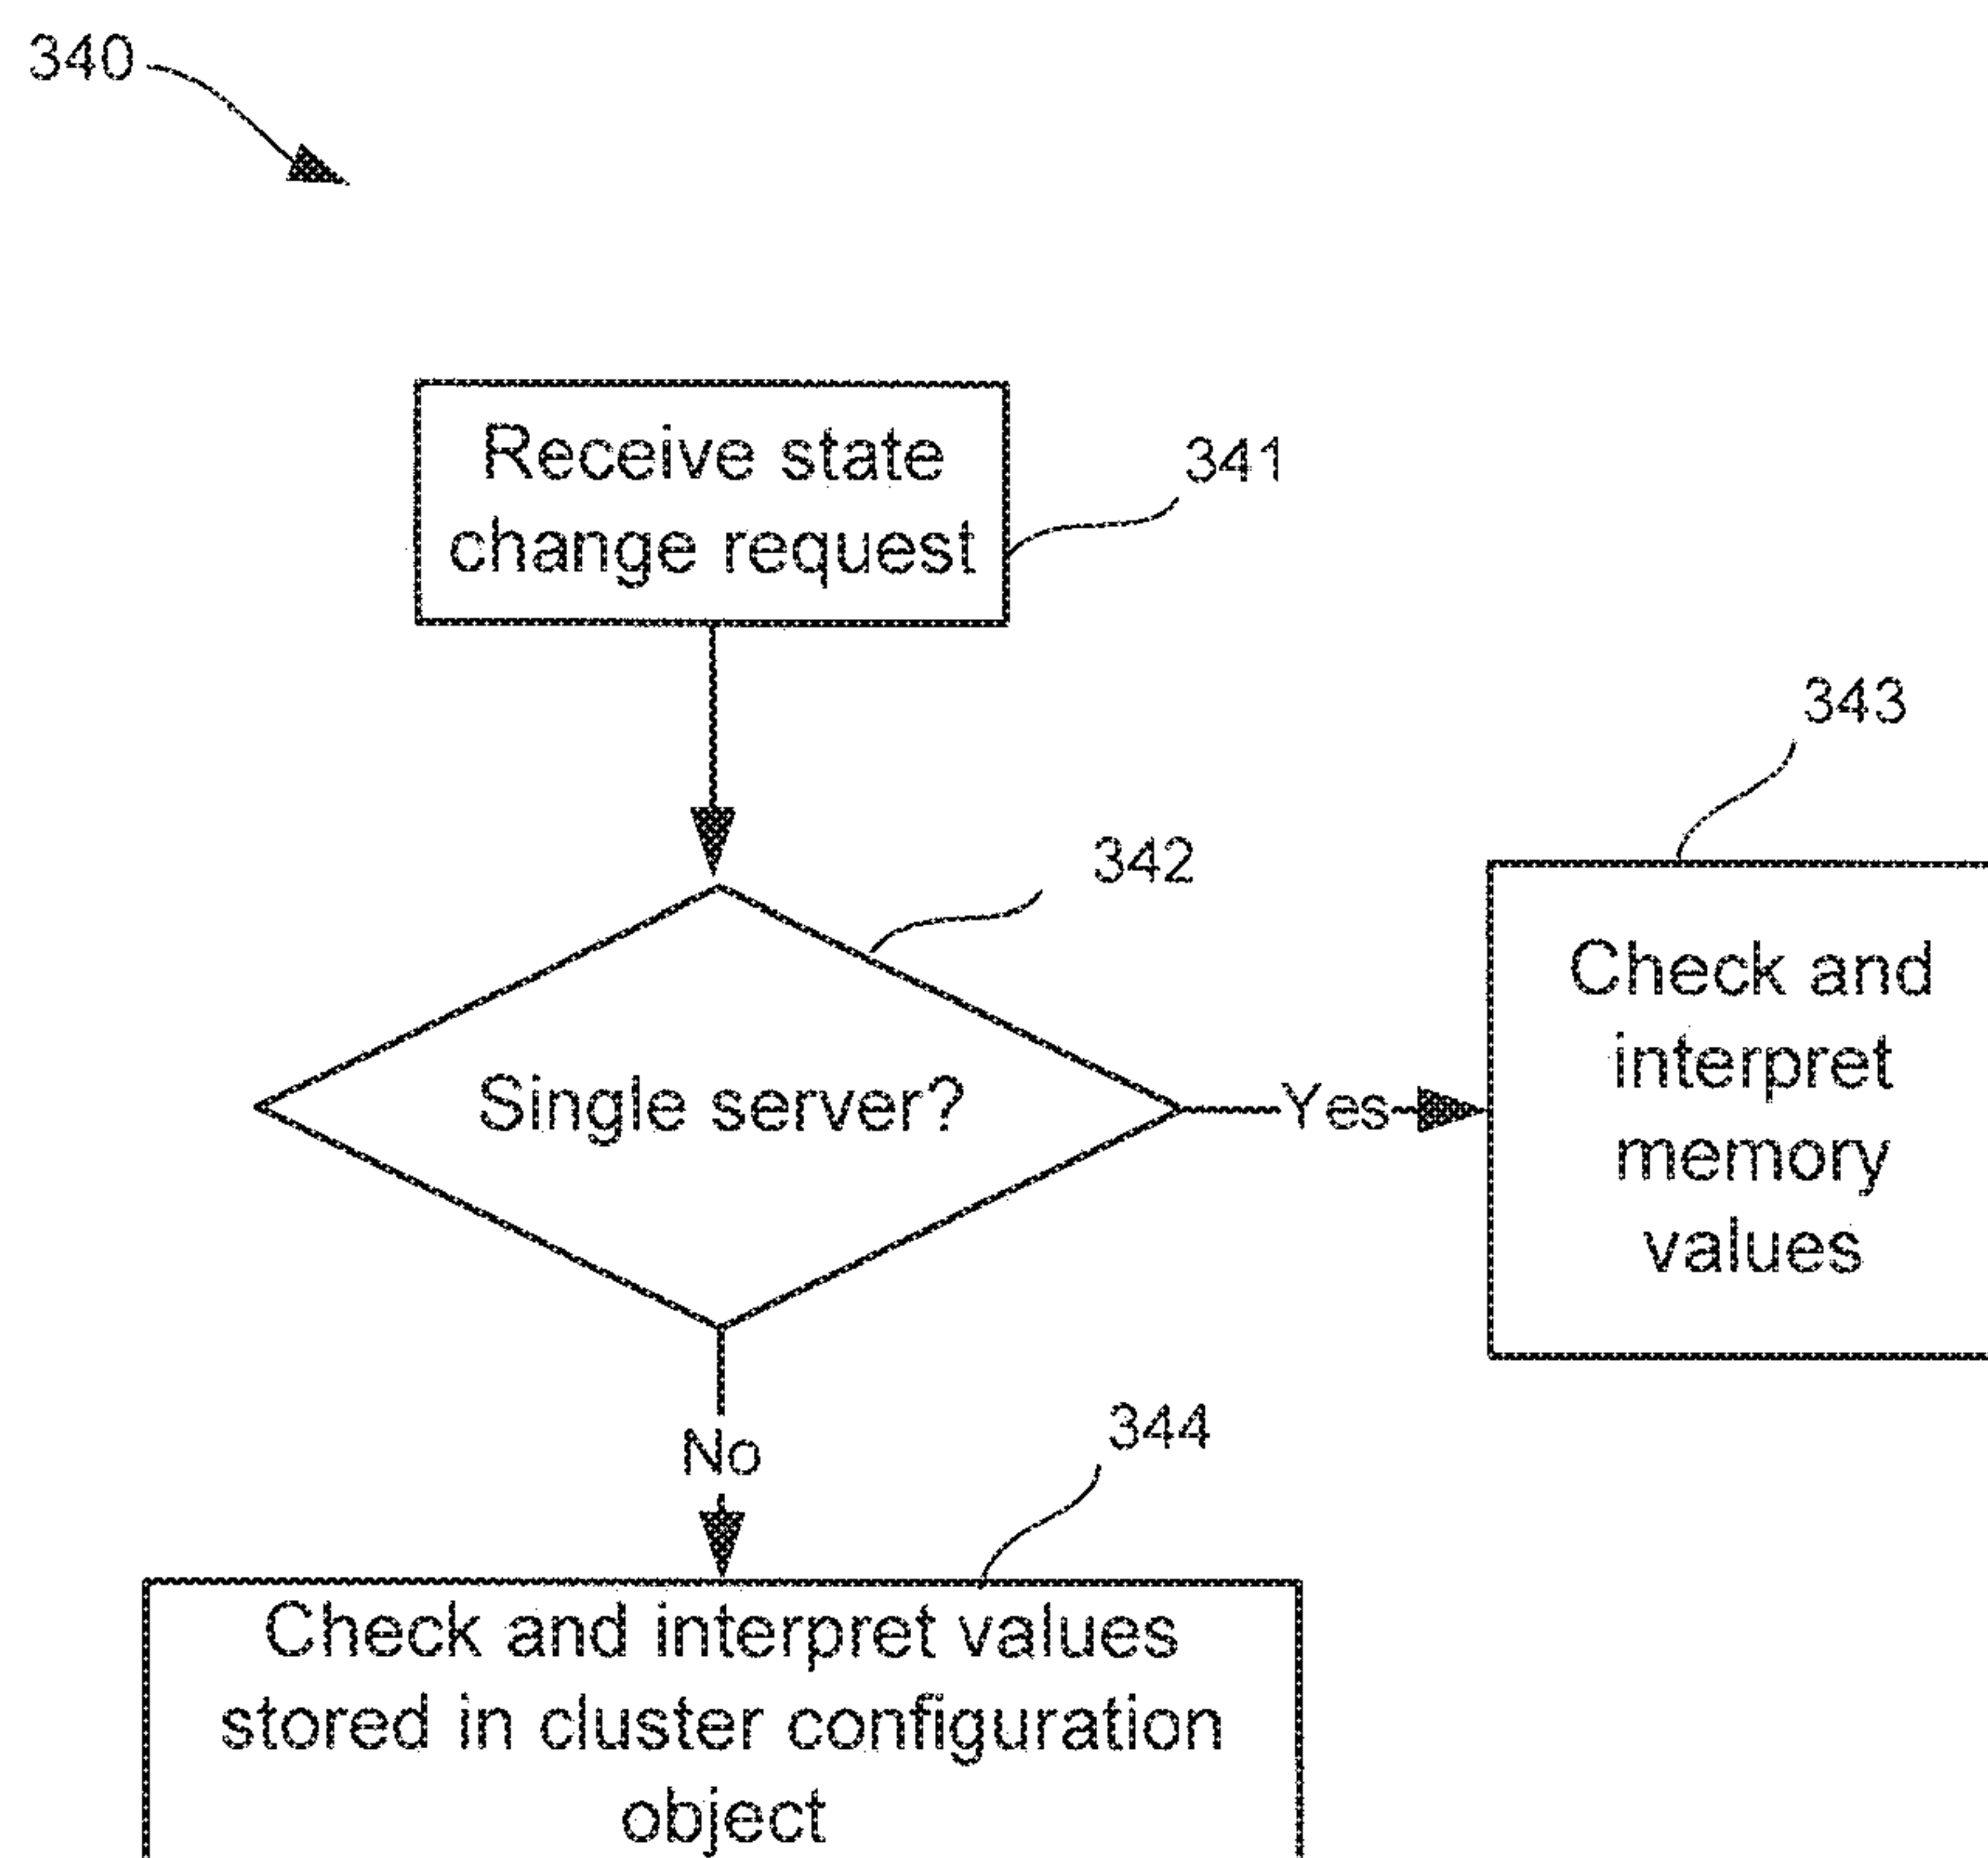 340
Receive state
change request
341
342
Single server?
Yes
343
Check and
interpret
memory
values
No
344
Check and interpret values
stored in cluster configuration
object